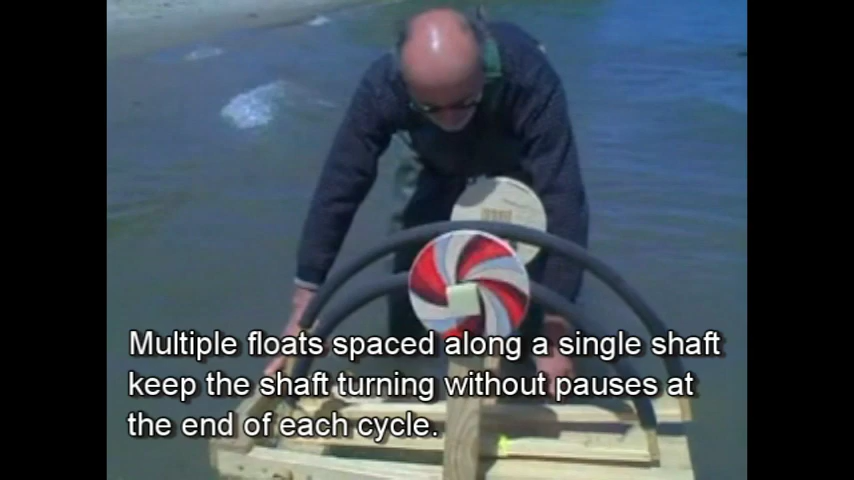 Multiple floats spaced along a single shaft
keep the shaft turning without pauses at
the end of each cycle.